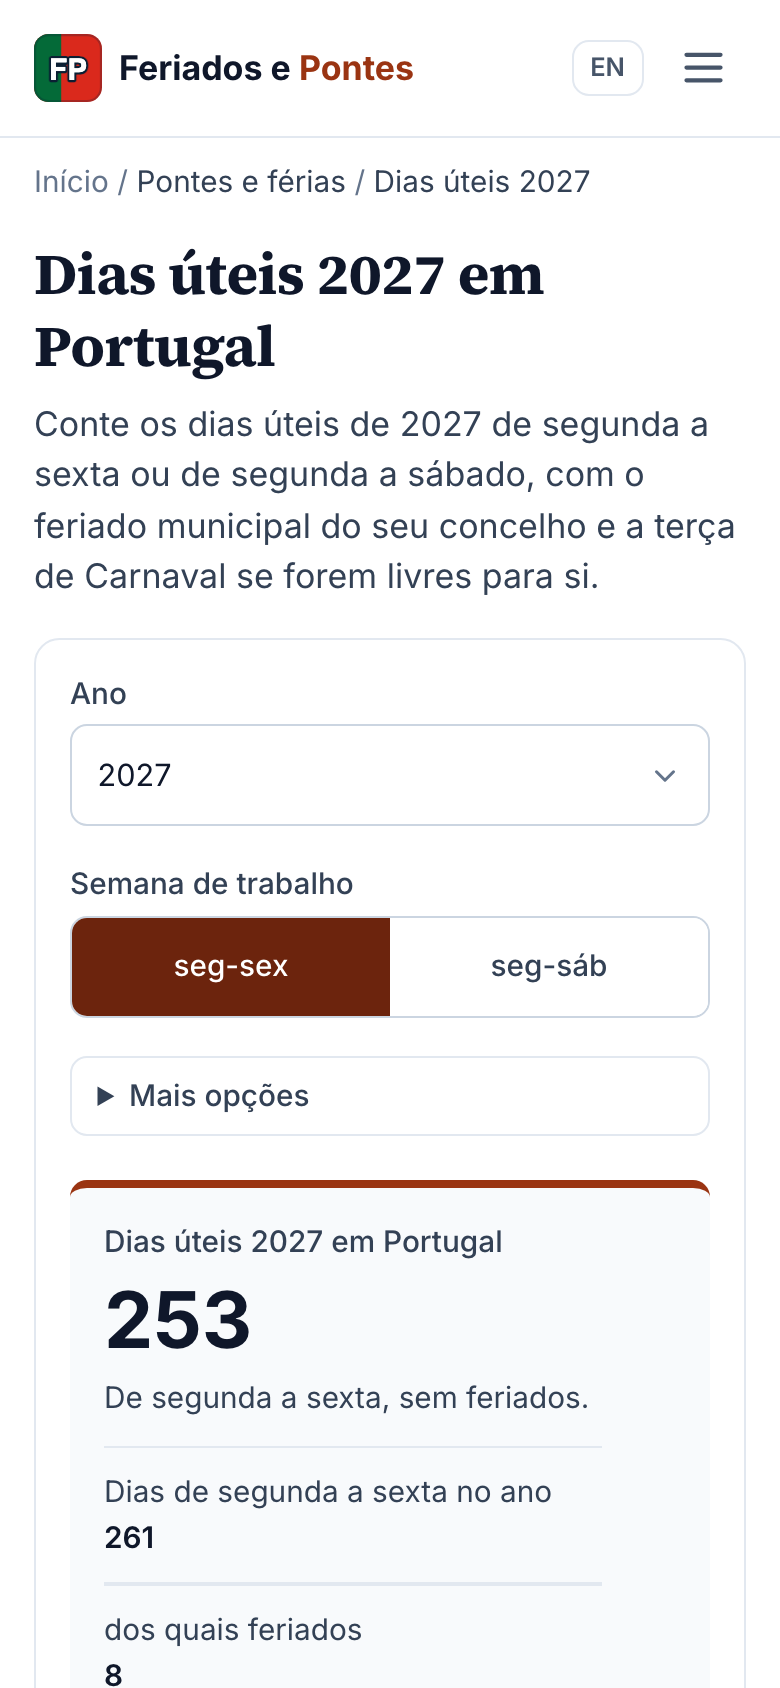 FP
Feriados e Pontes
EN
Início / Pontes e férias / Dias úteis 2027
Dias úteis 2027 em
Portugal
Conte os dias úteis de 2027 de segunda a
sexta ou de segunda a sábado, com o
feriado municipal do seu concelho e a terça
de Carnaval se forem livres para si.
Ano
2027
Semana de trabalho
seg-sex
seg-sáb
Mais opções
Dias úteis 2027 em Portugal
253
De segunda a sexta, sem feriados.
Dias de segunda a sexta no ano
261
dos quais feriados
8